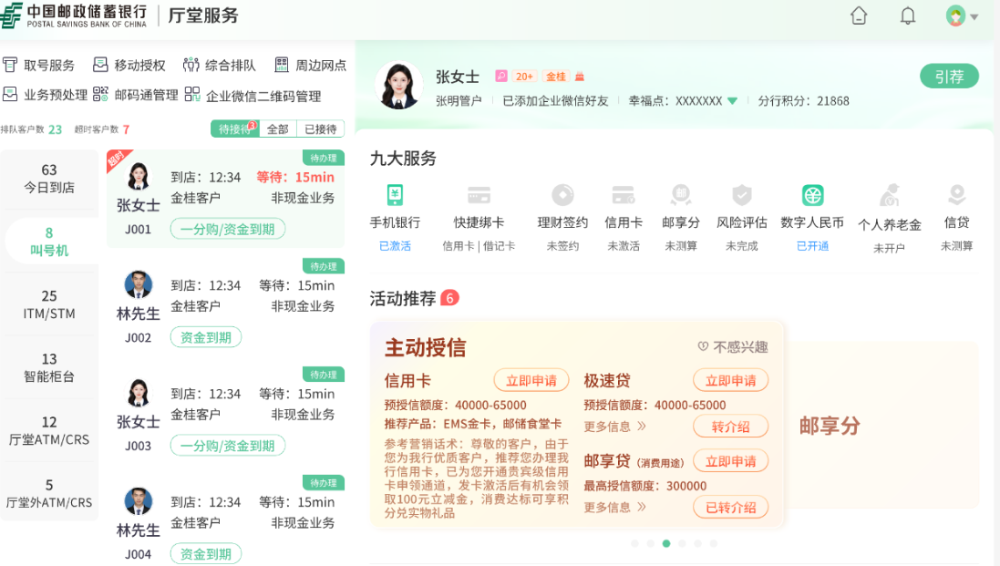 中国邮政储蓄银行
POSTAL SAVINGS BANK OF CHINA
厅堂服务
取号服务 移动授权 综合排队 周边网点
业务预处理 邮码通管理 企业微信二维码管理
排队客户数 23 超时客户数 7
待接待 3 全部 已接待
63
今日到店
8
叫号机
25
ITM/STM
13
智能柜台
12
厅堂ATM/CRS
5
厅堂外ATM/CRS
超时
待办理
到店：12:34 等待：15min
金桂客户 非现金业务
张女士
J001
一分购/资金到期
待办理
到店：12:34 等待：15min
金桂客户 非现金业务
林先生
J002
资金到期
待办理
到店：12:34 等待：15min
金桂客户 非现金业务
张女士
J003
一分购/资金到期
待办理
到店：12:34 等待：15min
金桂客户 非现金业务
林先生
J004
资金到期
张女士 20+ 金桂
引荐
张明管户 已添加企业微信好友 幸福点：XXXXXXX 分行积分：21868
九大服务
手机银行 快捷绑卡 理财签约 信用卡 邮享分 风险评估 数字人民币 个人养老金 信贷
已激活 信用卡 | 借记卡 未签约 未激活 未测算 未完成 已开通 未开户 未测算
活动推荐 6
主动授信
不感兴趣
信用卡 立即申请
预授信额度：40000-65000
推荐产品：EMS金卡，邮储食堂卡
参考营销话术：尊敬的客户，由于
您为我行优质客户，推荐您办理我
行信用卡，已为您开通贵宾级信用
卡申领通道，发卡激活后有机会领
取100元立减金，消费达标可享积
分兑实物礼品
极速贷 立即申请
预授信额度：40000-65000
更多信息 》 转介绍
邮享贷（消费用途） 立即申请
最高授信额度：300000
更多信息 》 已转介绍
邮享分